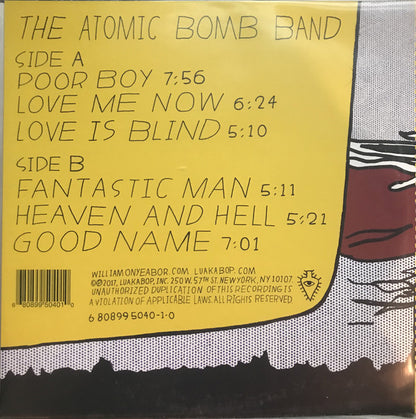 THE ATOMIC BOMB BAND
SIDE A
POOR BOY 7:56
LOVE ME NOW 6:24
LOVE IS BLIND 5:10
SIDE B
FANTASTIC MAN 5:11
HEAVEN AND HELL 5:21
GOOD NAME 7:01
WILLIAMONYEABOR.COM. LUAKABOP.COM
©℗2017, LUAKABOP, INC. 250 W. 57TH ST. NEW YORK, NY 10107.
UNAUTHORIZED DUPLICATION OF THIS RECORDING IS
A VIOLATION OF APPLICABLE LAWS. ALL RIGHTS RESERVED
6 80899 50401 0
6 80899 5040-1-0